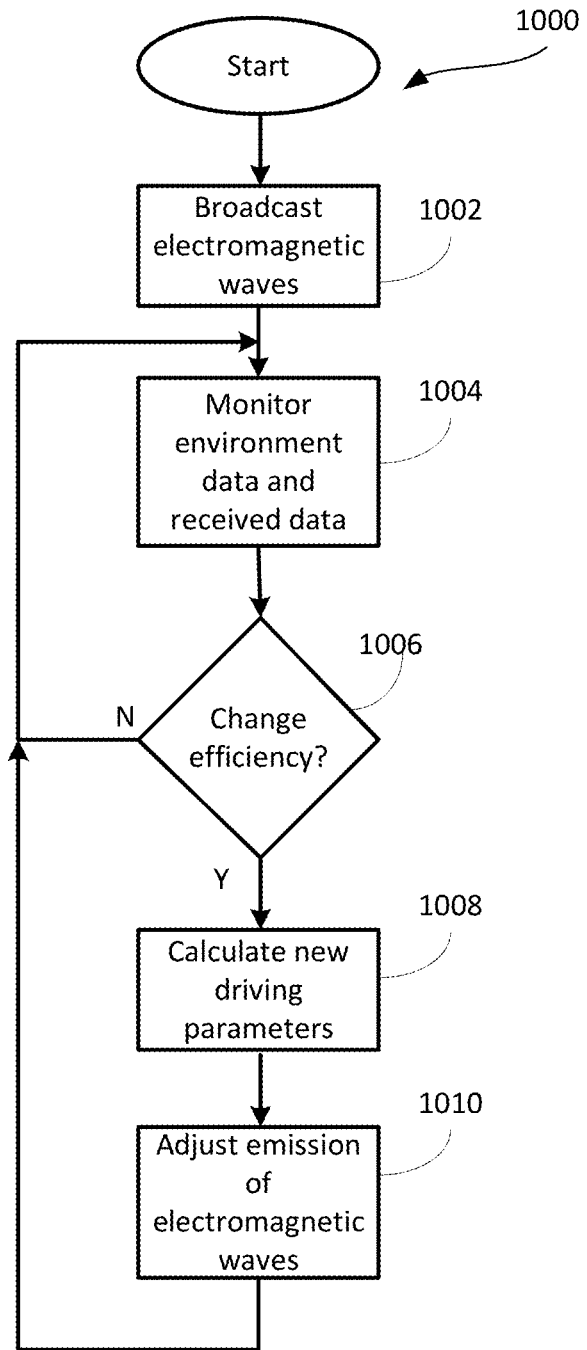 1000
Start
Broadcast
electromagnetic
waves
1002
Monitor
environment
data and
received data
1004
1006
Change
efficiency?
N
Y
Calculate new
driving
parameters
1008
Adjust emission
of
electromagnetic
waves
1010